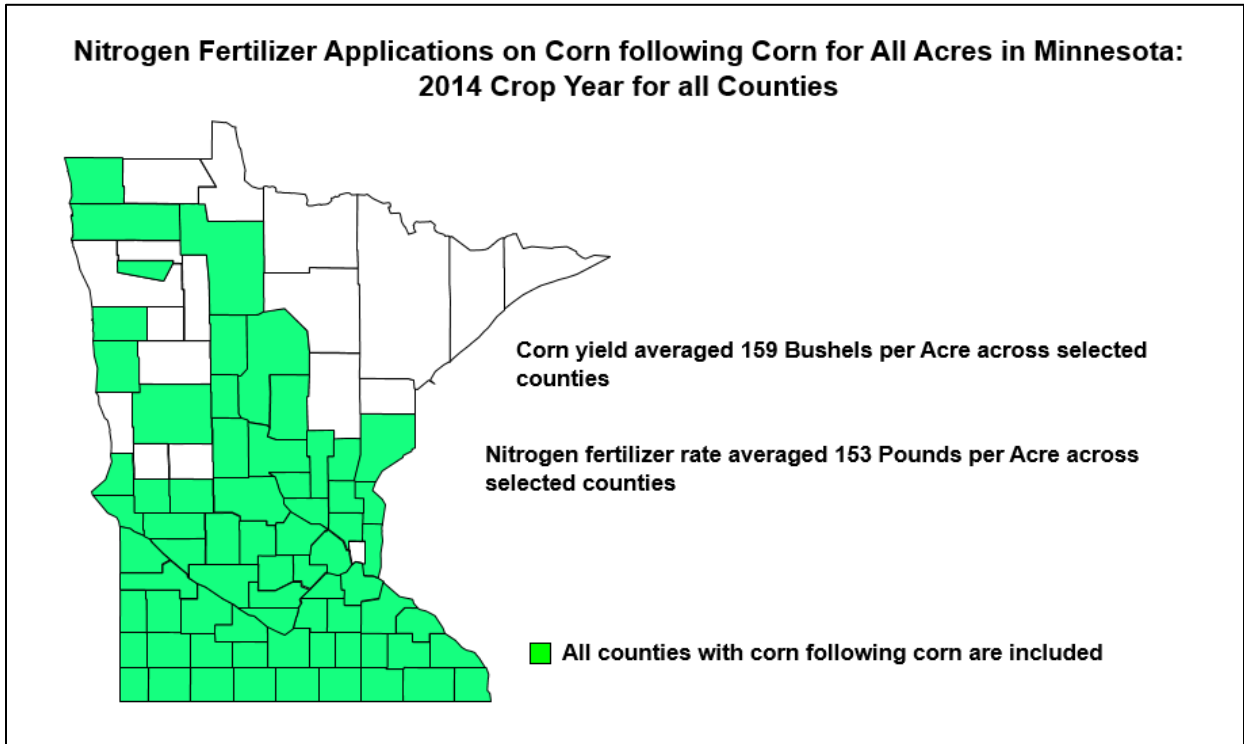 Nitrogen Fertilizer Applications on Corn following Corn for All Acres in Minnesota:
2014 Crop Year for all Counties
Corn yield averaged 159 Bushels per Acre across selected
counties
Nitrogen fertilizer rate averaged 153 Pounds per Acre across
selected counties
All counties with corn following corn are included